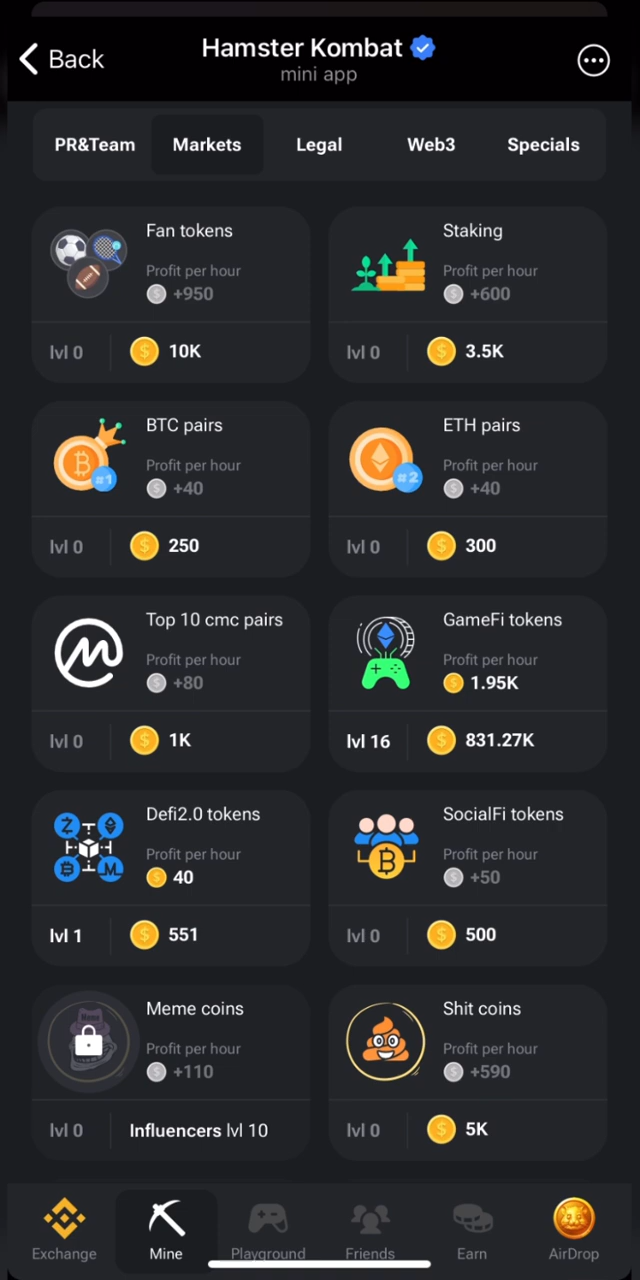 Back
Hamster Kombat
mini app
PR&Team
Markets
Legal
Web3
Specials
Fan tokens
Profit per hour
+950
lvl 0
10K
Staking
Profit per hour
+600
lvl 0
3.5K
BTC pairs
#1
Profit per hour
+40
lvl 0
250
ETH pairs
#2
Profit per hour
+40
lvl 0
300
Top 10 cmc pairs
Profit per hour
+80
lvl 0
1K
GameFi tokens
Profit per hour
1.95K
lvl 16
831.27K
Defi2.0 tokens
Profit per hour
40
lvl 1
551
SocialFi tokens
Profit per hour
+50
lvl 0
500
Meme coins
Profit per hour
+110
lvl 0
Influencers lvl 10
Shit coins
Profit per hour
+590
lvl 0
5K
Exchange
Mine
Playground
Friends
Earn
AirDrop